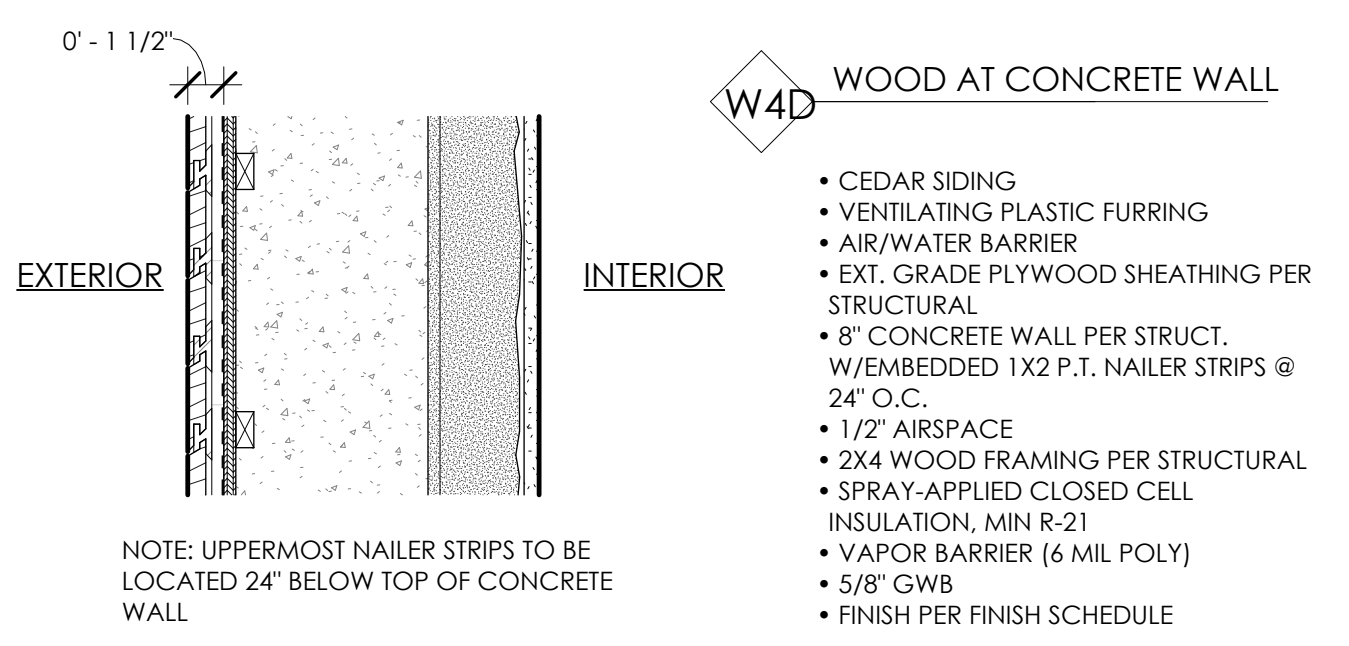 0' - 1 1/2"
EXTERIOR
INTERIOR
NOTE: UPPERMOST NAILER STRIPS TO BE
LOCATED 24" BELOW TOP OF CONCRETE
WALL
W4D
WOOD AT CONCRETE WALL
• CEDAR SIDING
• VENTILATING PLASTIC FURRING
• AIR/WATER BARRIER
• EXT. GRADE PLYWOOD SHEATHING PER
STRUCTURAL
• 8" CONCRETE WALL PER STRUCT.
W/EMBEDDED 1X2 P.T. NAILER STRIPS @
24" O.C.
• 1/2" AIRSPACE
• 2X4 WOOD FRAMING PER STRUCTURAL
• SPRAY-APPLIED CLOSED CELL
INSULATION, MIN R-21
• VAPOR BARRIER (6 MIL POLY)
• 5/8" GWB
• FINISH PER FINISH SCHEDULE